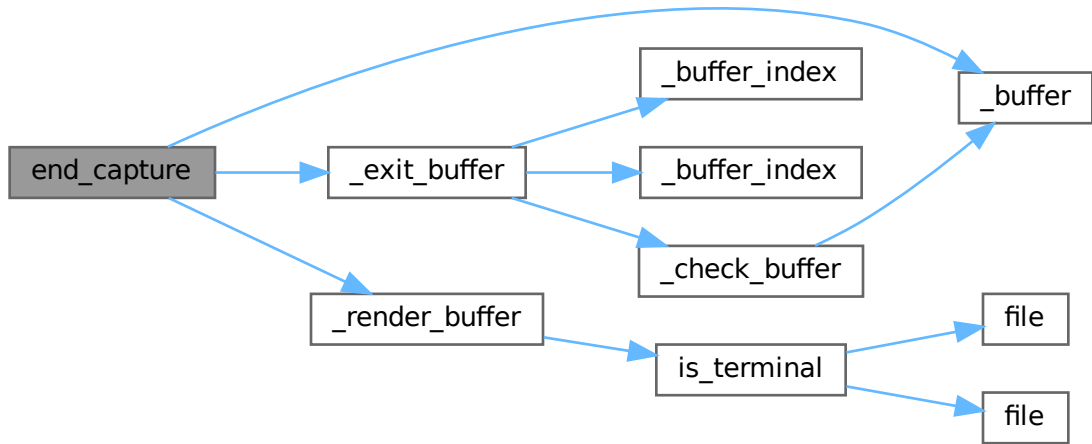 end_capture
_exit_buffer
_render_buffer
_buffer_index
_buffer_index
_check_buffer
is_terminal
_buffer
file
file